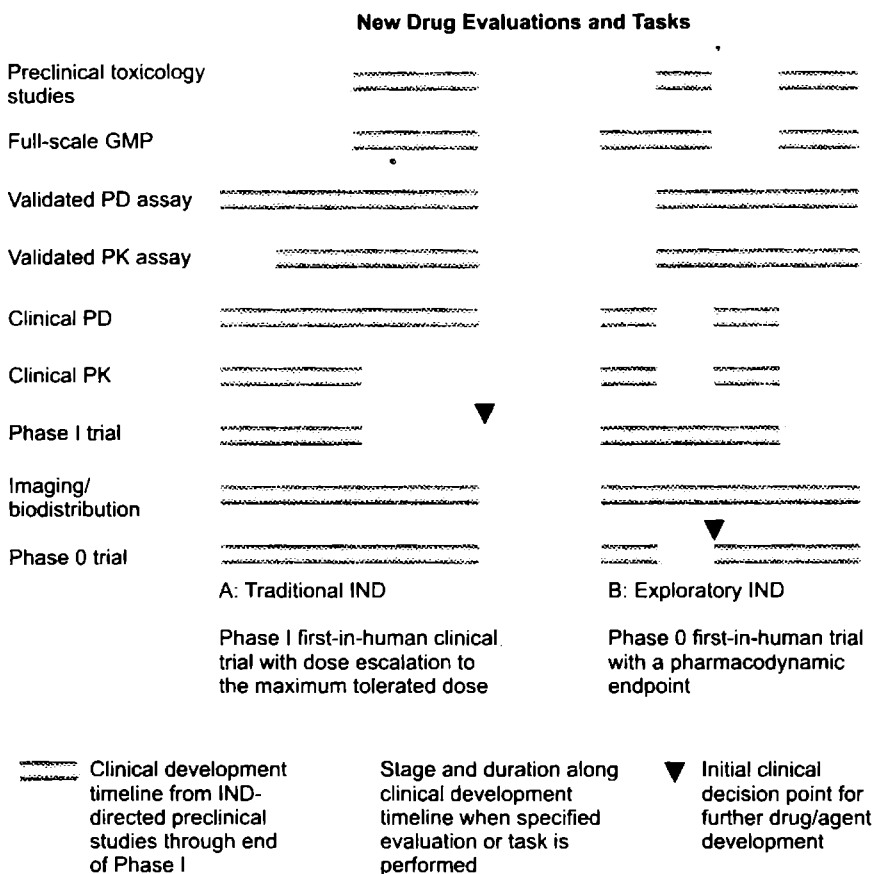 New Drug Evaluations and Tasks
Preclinical toxicology
studies
Full-scale GMP
Validated PD assay
Validated PK assay
Clinical PD
Clinical PK
Phase I trial
Imaging/
biodistribution
Phase 0 trial
A: Traditional IND
Phase I first-in-human clinical
trial with dose escalation to
the maximum tolerated dose
B: Exploratory IND
Phase 0 first-in-human trial
with a pharmacodynamic
endpoint
Clinical development
timeline from IND-
directed preclinical
studies through end
of Phase I
Stage and duration along
clinical development
timeline when specified
evaluation or task is
performed
Initial clinical
decision point for
further drug/agent
development